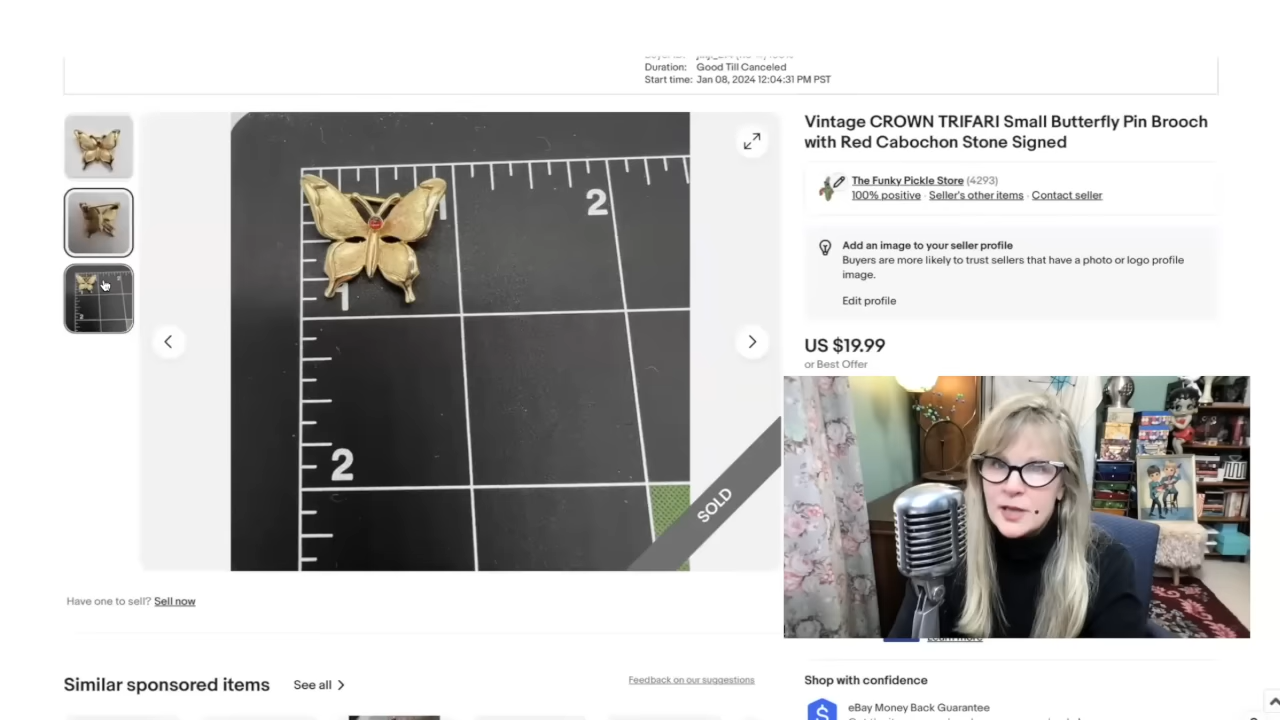 Duration: Good Till Canceled
Start time: Jan 08, 2024 12:04:31 PM PST
Vintage CROWN TRIFARI Small Butterfly Pin Brooch
with Red Cabochon Stone Signed
The Funky Pickle Store (4293)
100% positive · Seller's other items · Contact seller
Add an image to your seller profile
Buyers are more likely to trust sellers that have a photo or logo profile
image.
Edit profile
US $19.99
or Best Offer
1
2
1
2
SOLD
Have one to sell? Sell now
Similar sponsored items See all
Feedback on our suggestions
Learn more
Shop with confidence
eBay Money Back Guarantee